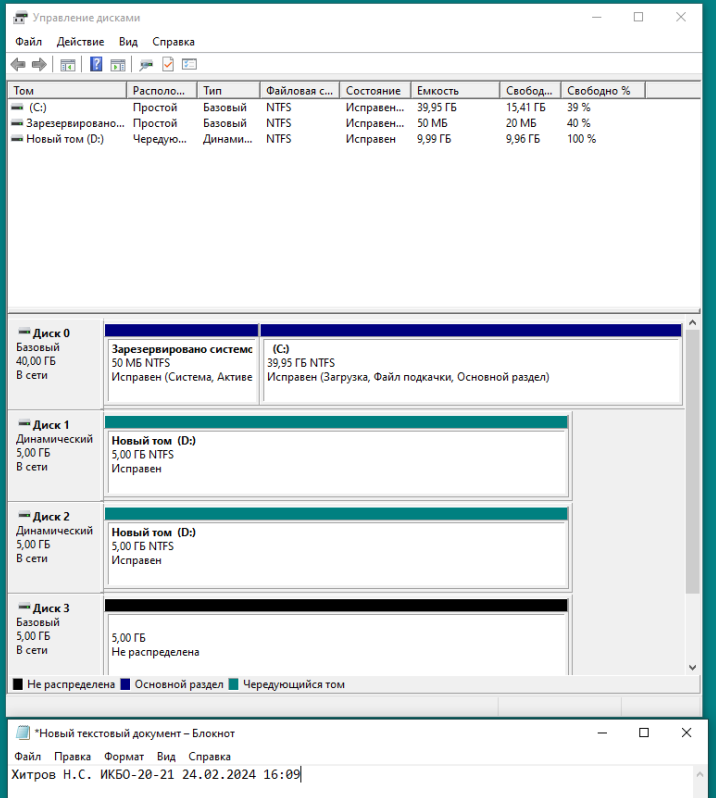 Управление дисками
Файл Действие Вид Справка
Том Располо... Тип Файловая с... Состояние Емкость Свобод... Свободно %
(C:) Простой Базовый NTFS Исправен... 39,95 ГБ 15,41 ГБ 39 %
Зарезервировано... Простой Базовый NTFS Исправен... 50 МБ 20 МБ 40 %
Новый том (D:) Чередую... Динами... NTFS Исправен 9,99 ГБ 9,96 ГБ 100 %
Диск 0
Базовый
40,00 ГБ
В сети
Зарезервировано системс
50 МБ NTFS
Исправен (Система, Активе
(C:)
39,95 ГБ NTFS
Исправен (Загрузка, Файл подкачки, Основной раздел)
Диск 1
Динамический
5,00 ГБ
В сети
Новый том (D:)
5,00 ГБ NTFS
Исправен
Диск 2
Динамический
5,00 ГБ
В сети
Новый том (D:)
5,00 ГБ NTFS
Исправен
Диск 3
Базовый
5,00 ГБ
В сети
5,00 ГБ
Не распределена
Не распределена Основной раздел Чередующийся том
*Новый текстовый документ – Блокнот
Файл Правка Формат Вид Справка
Хитров Н.С. ИКБО-20-21 24.02.2024 16:09